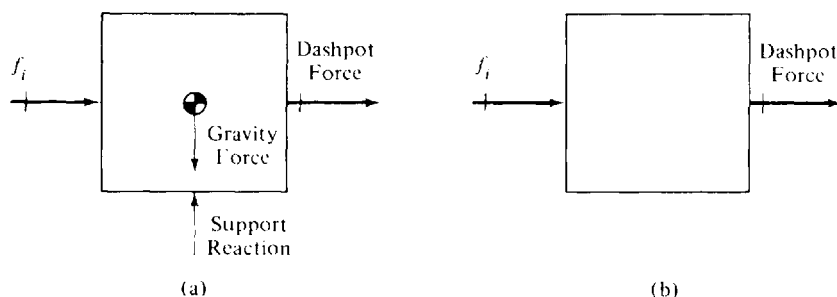 f_i
Dashpot
Force
Gravity
Force
Support
Reaction
(a)
f_i
Dashpot
Force
(b)